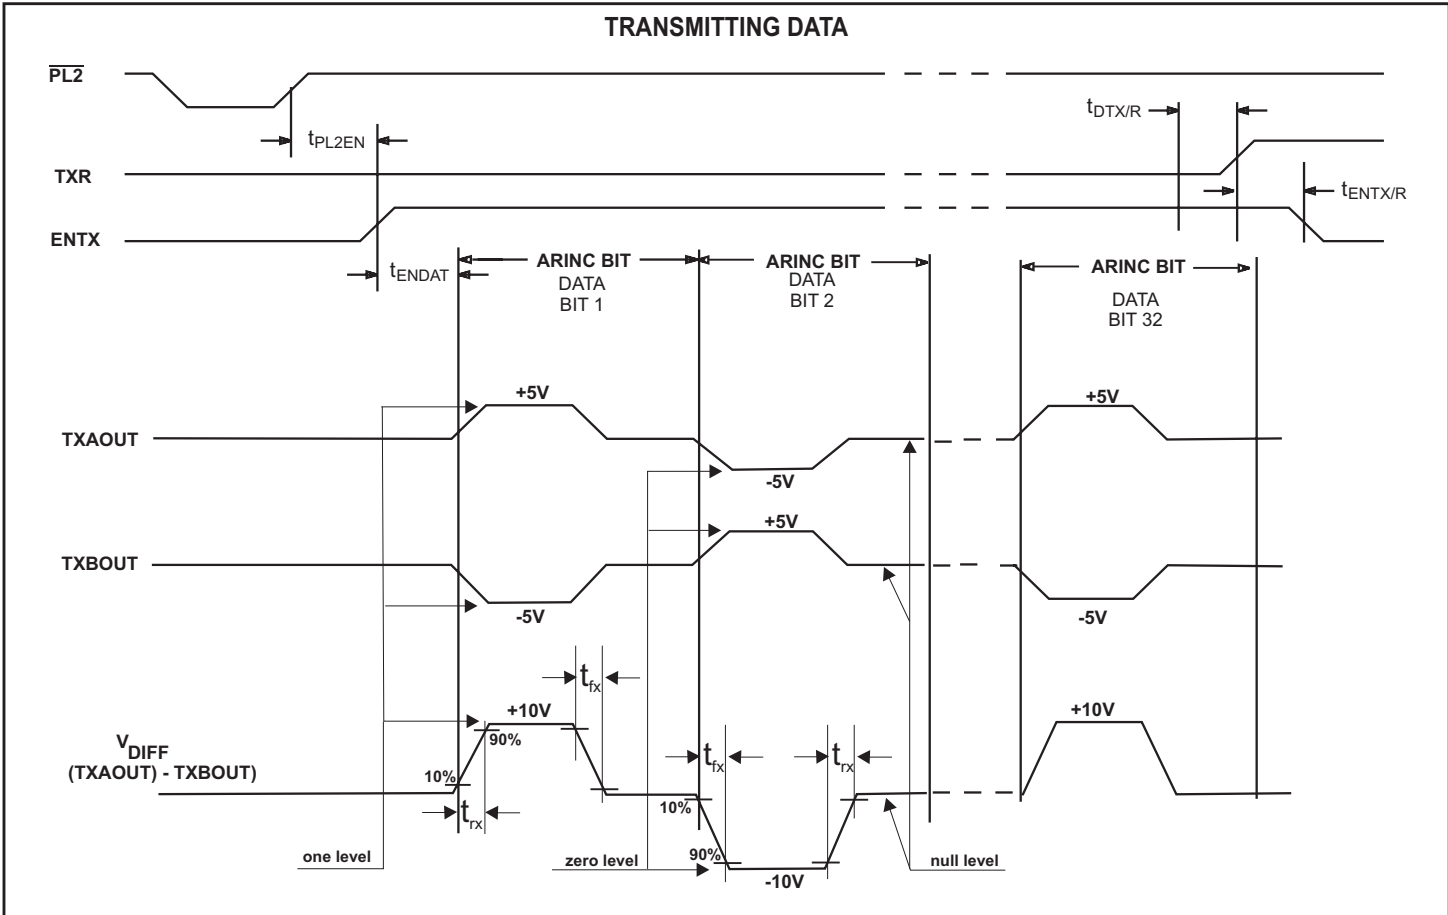 TRANSMITTING DATA
PL2
tDTX/R
tPL2EN
TXR
tENTX/R
ENTX
tENDAT
ARINC BIT
DATA
BIT 1
ARINC BIT
DATA
BIT 2
ARINC BIT
DATA
BIT 32
+5V
+5V
TXAOUT
-5V
+5V
TXBOUT
-5V
-5V
tfx
+10V
+10V
VDIFF
(TXAOUT) - TXBOUT)
90%
10%
trx
tfx
trx
10%
90%
one level
zero level
null level
-10V